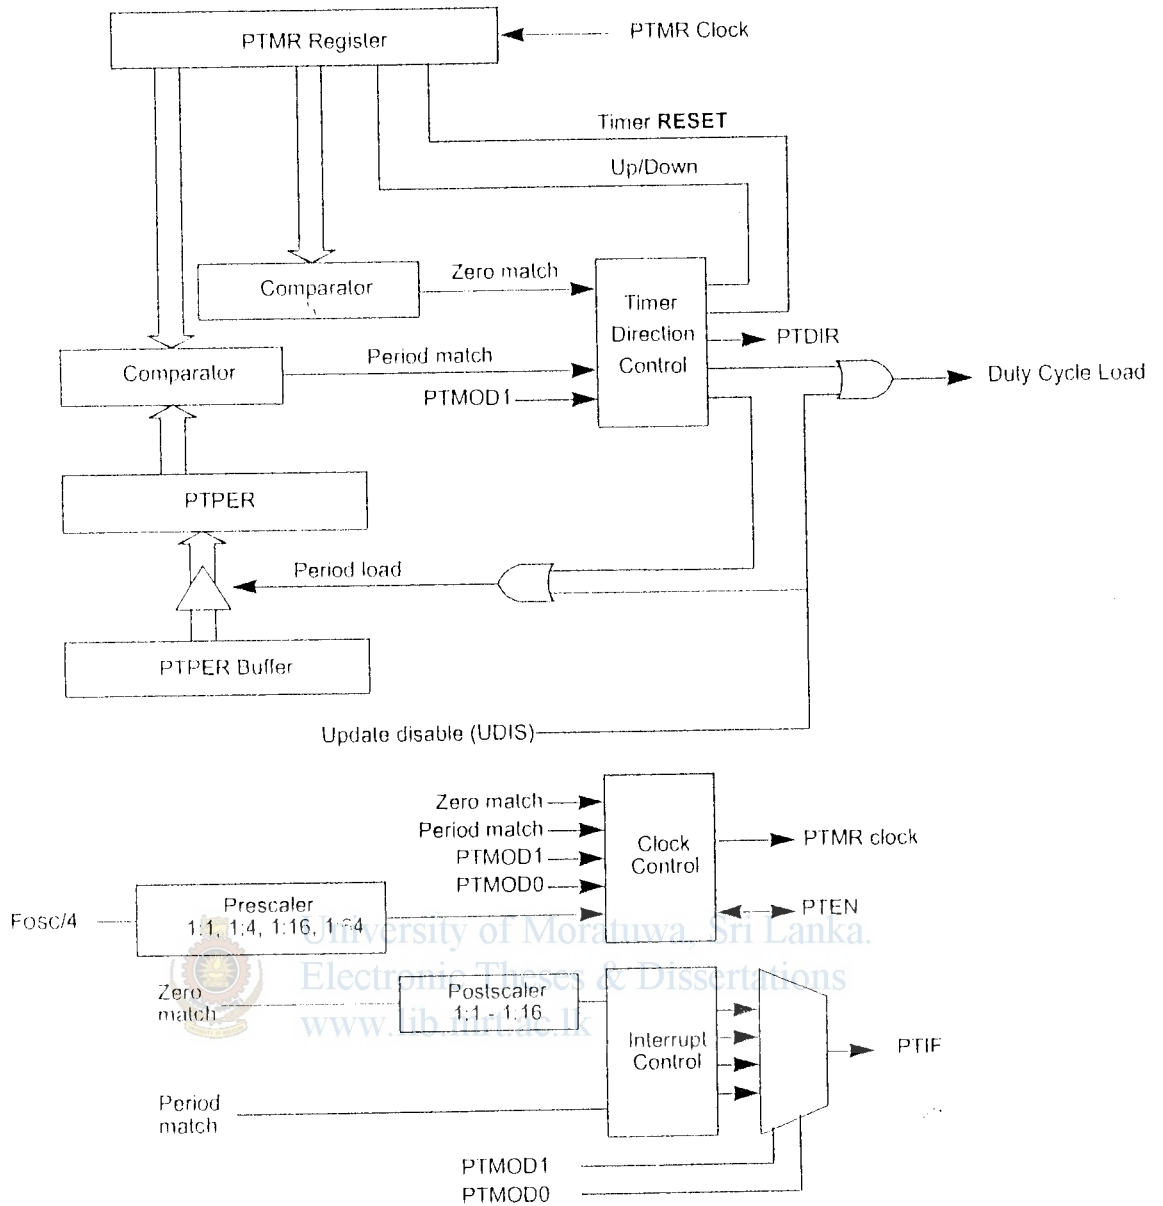 PTMR Register
PTMR Clock
Timer RESET
Up/Down
Comparator
Zero match
Timer
Direction
Control
PTDIR
Comparator
Period match
PTMOD1
Duty Cycle Load
PTPER
Period load
PTPER Buffer
Update disable (UDIS)
Zero match
Period match
PTMOD1
PTMOD0
Clock
Control
PTMR clock
PTEN
Fosc/4
Prescaler
1:1, 1:4, 1:16, 1:64
University of Moratuwa, Sri Lanka.
Electronic Theses & Dissertations
www.lib.mrt.ac.lk
Zero
match
Postscaler
1:1 - 1:16
Interrupt
Control
PTIF
Period
match
PTMOD1
PTMOD0